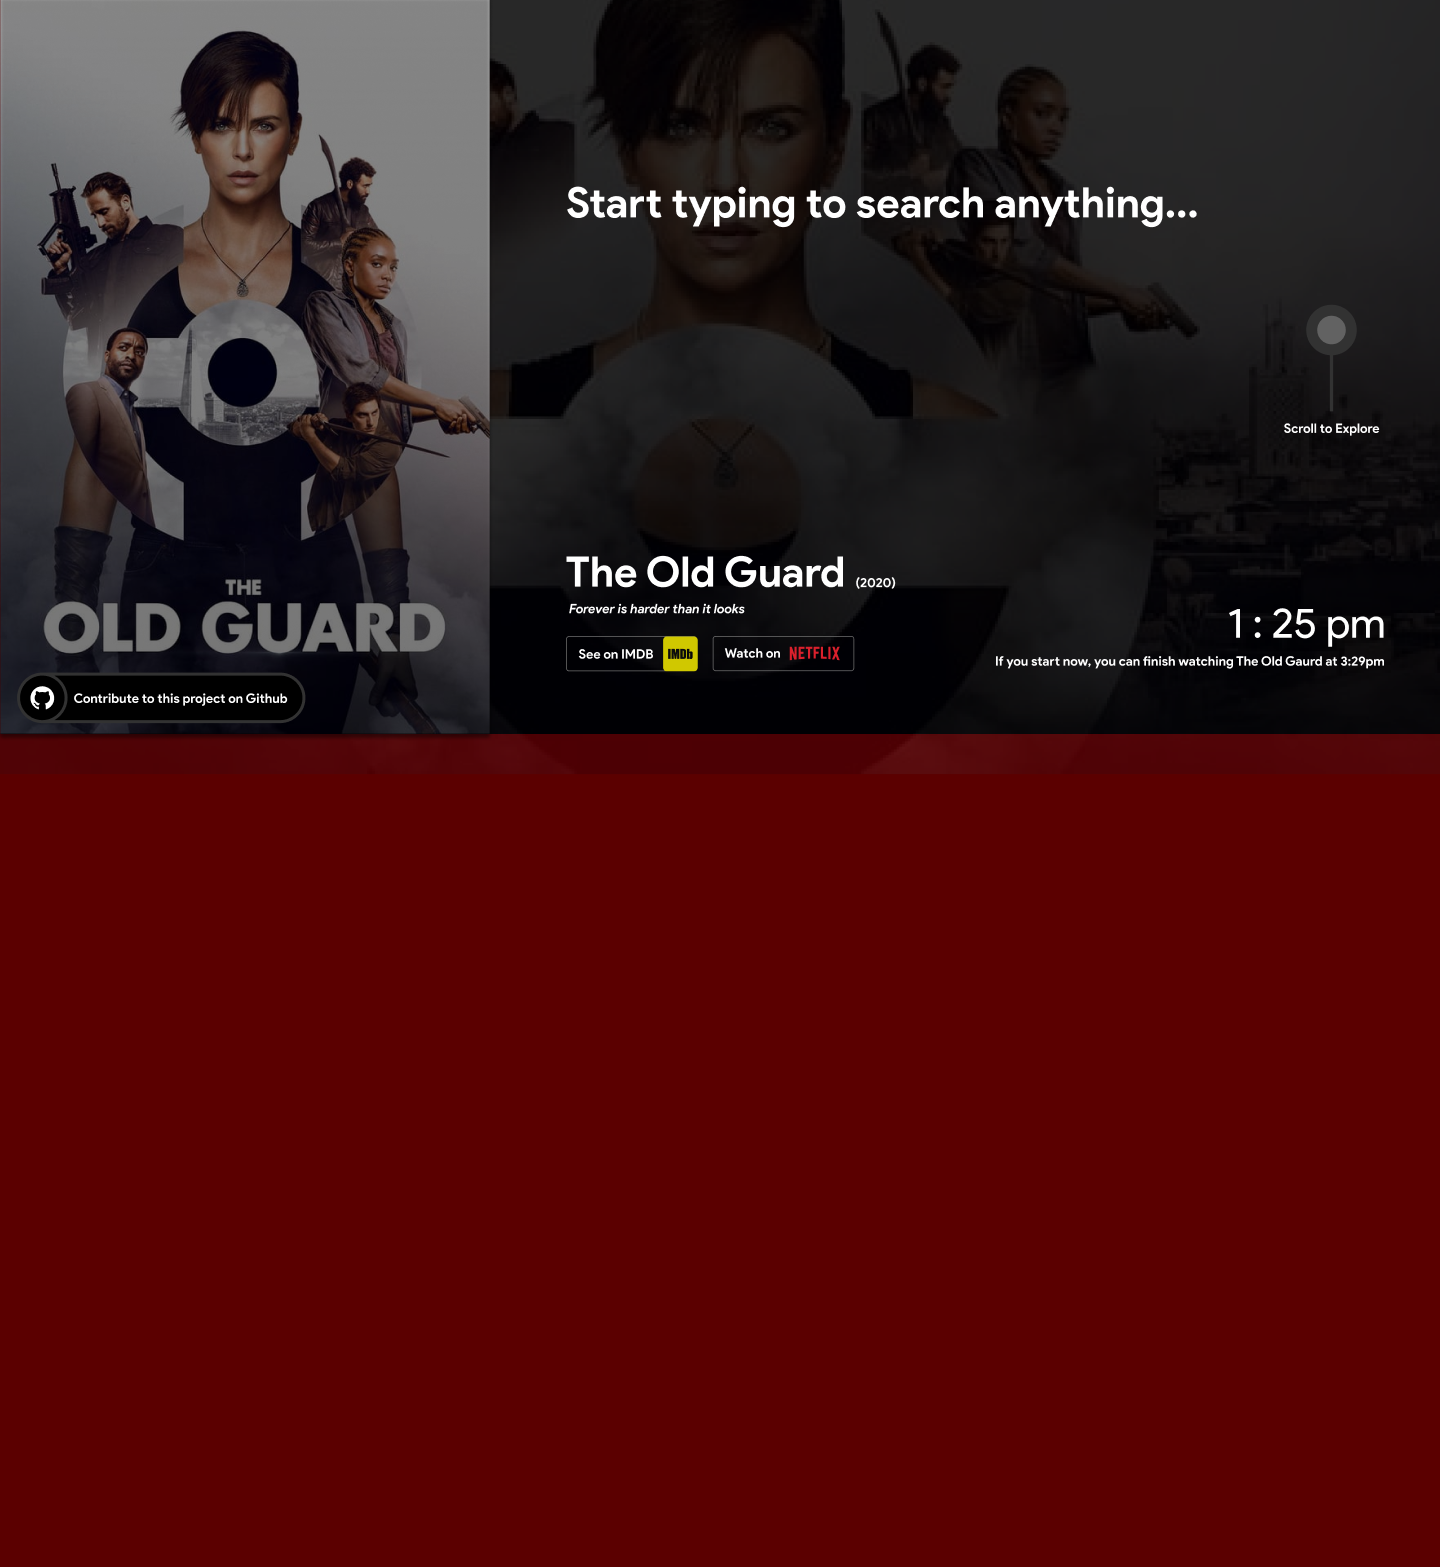 Start typing to search anything...
Scroll to Explore
THE
OLD GUARD
The Old Guard (2020)
Forever is harder than it looks
See on IMDB IMDb Watch on NETFLIX
1 : 25 pm
If you start now, you can finish watching The Old Gaurd at 3:29pm
Contribute to this project on Github